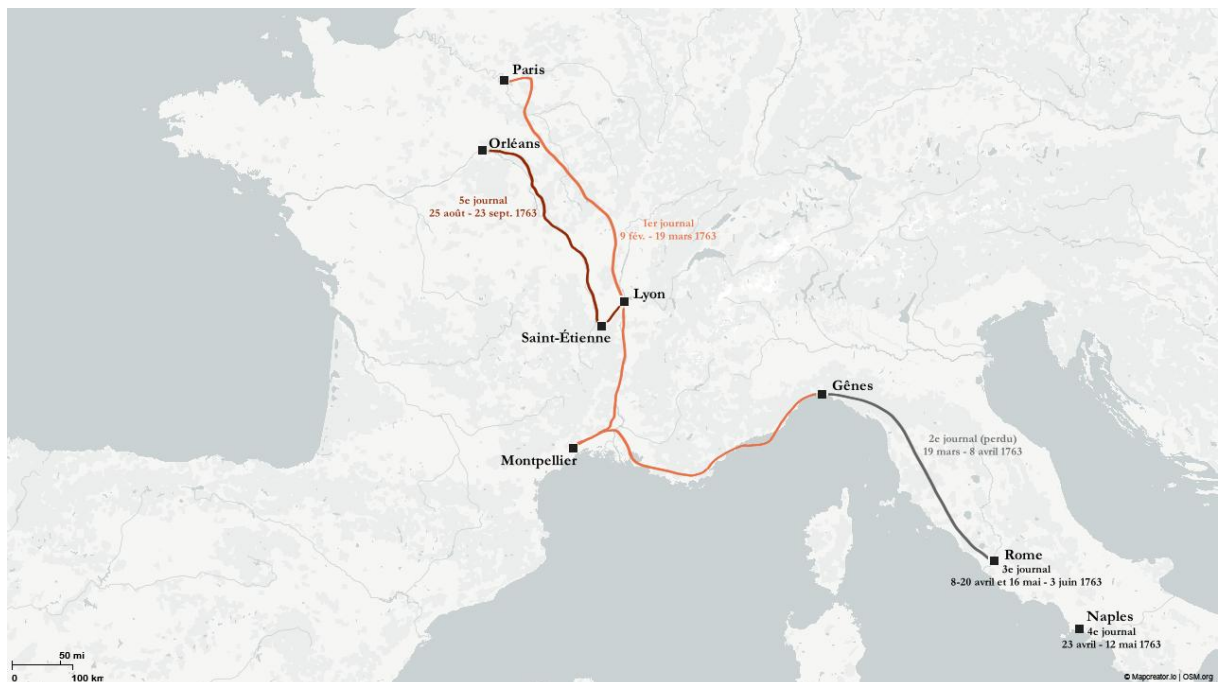 Paris
Orléans
5e journal
25 août - 23 sept. 1763
1er journal
9 fév. - 19 mars 1763
Lyon
Saint-Étienne
Gênes
2e journal (perdu)
19 mars - 8 avril 1763
Montpellier
Rome
3e journal
8-20 avril et 16 mai - 3 juin 1763
Naples
4e journal
23 avril - 12 mai 1763
50 mi
0
100 km
© Mapcreator.io | OSM.org